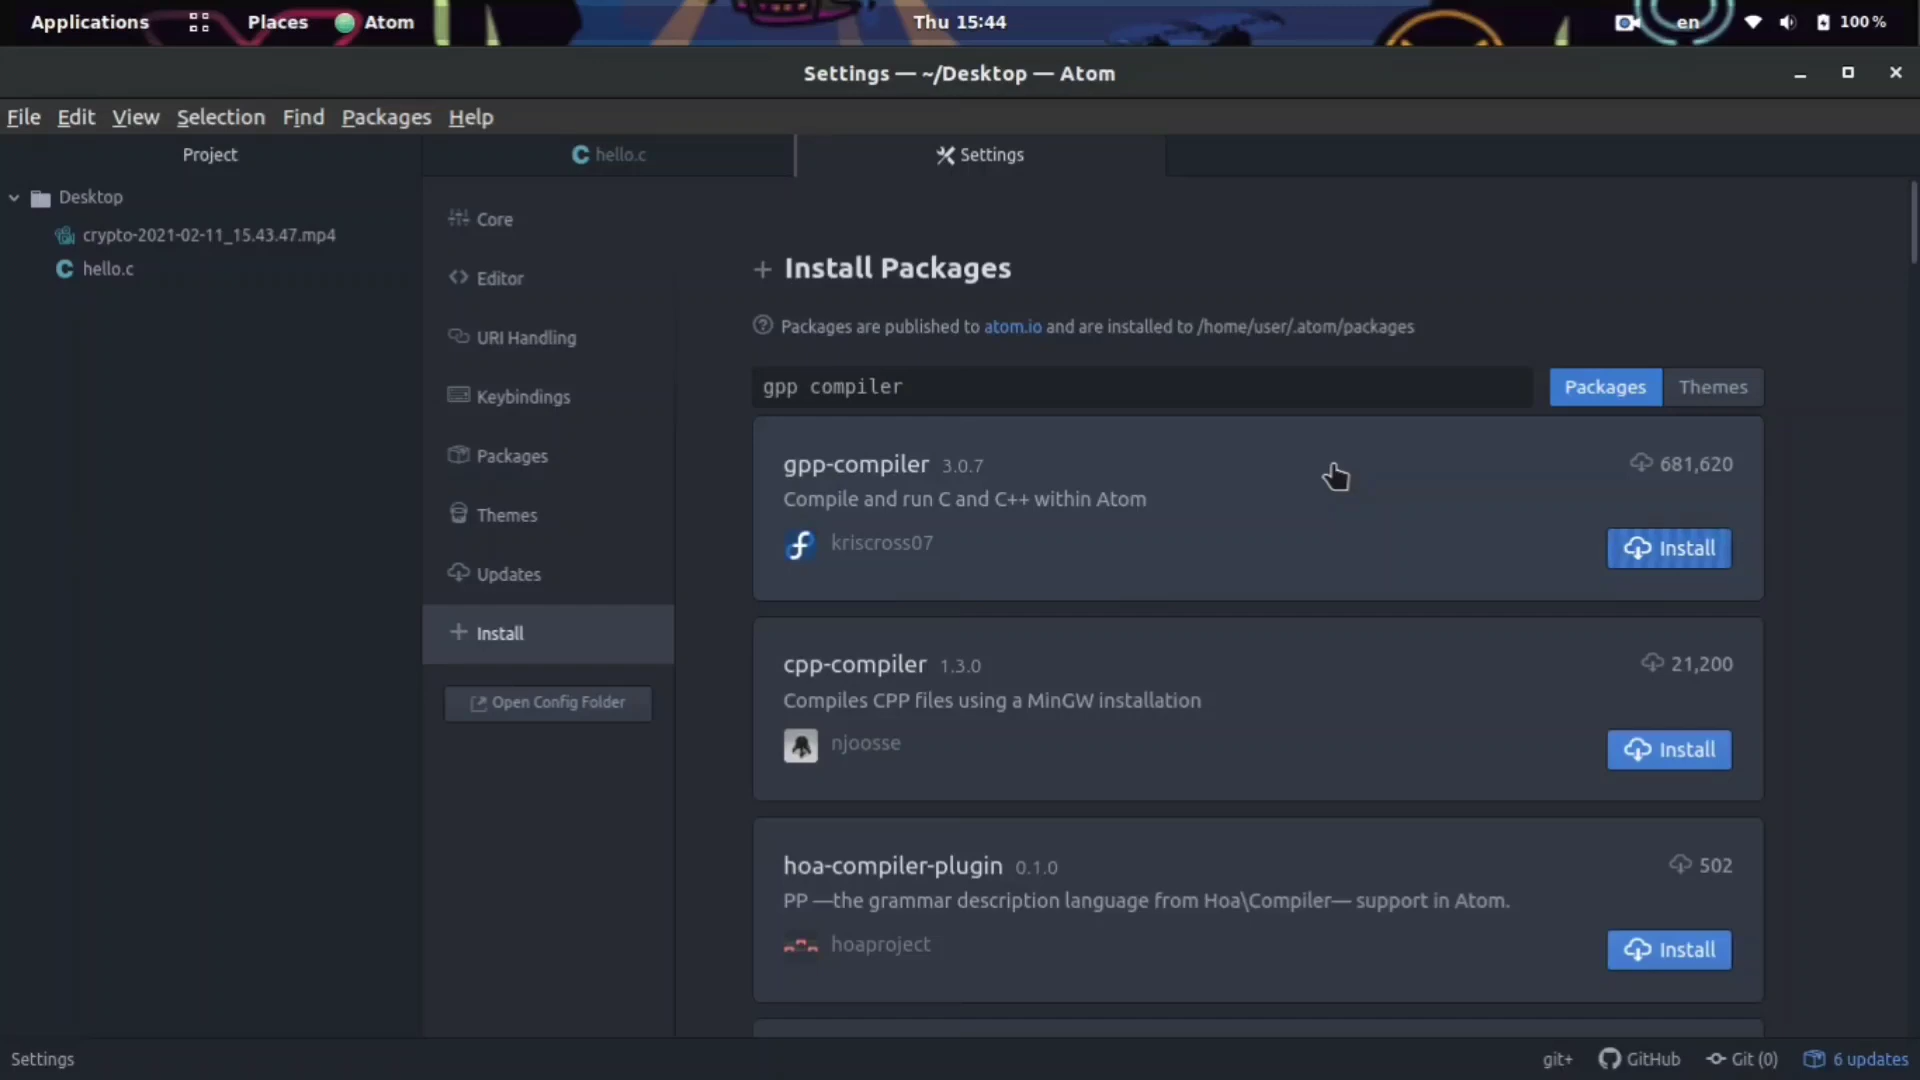 Applications Places Atom Thu 15:44 en 100 %
Settings — ~/Desktop — Atom
File Edit View Selection Find Packages Help
Project hello.c Settings
Desktop
crypto-2021-02-11_15.43.47.mp4
hello.c
Core
Editor
URI Handling
Keybindings
Packages
Themes
Updates
Install
Open Config Folder
Install Packages
Packages are published to atom.io and are installed to /home/user/.atom/packages
gpp compiler Packages Themes
gpp-compiler 3.0.7 681,620
Compile and run C and C++ within Atom
kriscross07 Install
cpp-compiler 1.3.0 21,200
Compiles CPP files using a MinGW installation
njoosse Install
hoa-compiler-plugin 0.1.0 502
PP —the grammar description language from Hoa\Compiler— support in Atom.
hoaproject Install
Settings git+ GitHub Git (0) 6 updates